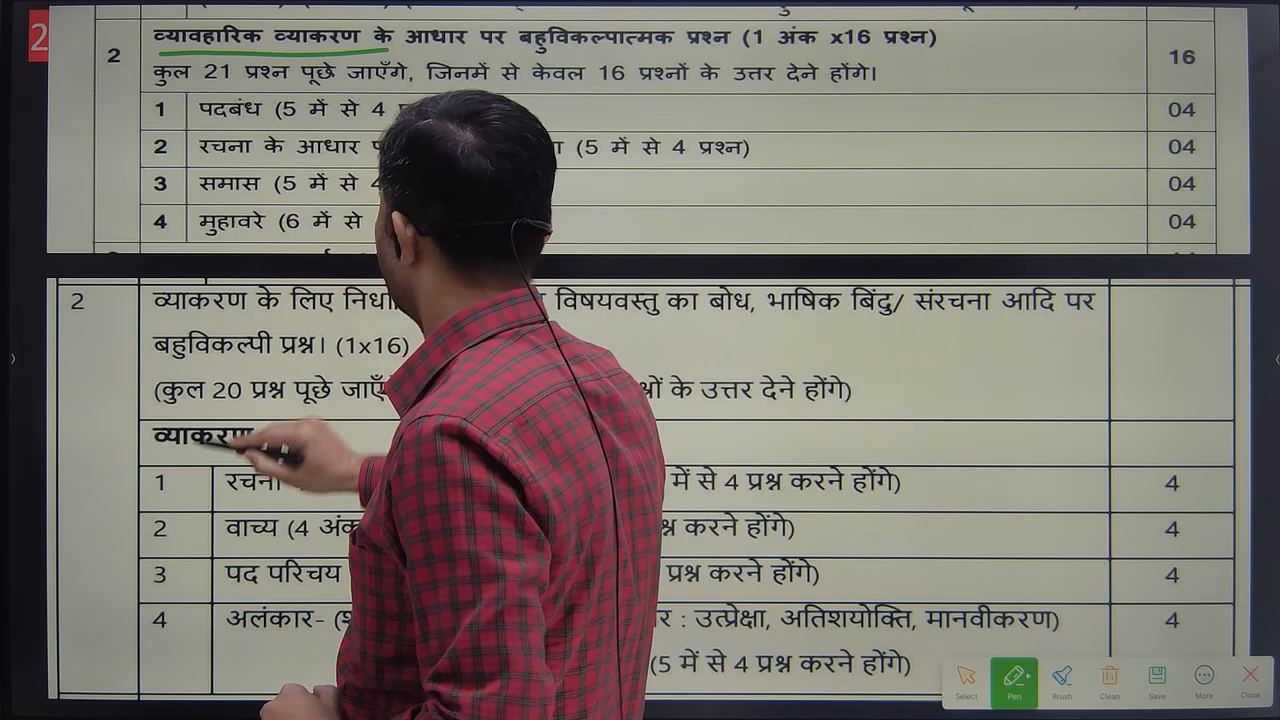 2
2 व्यावहारिक व्याकरण के आधार पर बहुविकल्पात्मक प्रश्न (1 अंक x16 प्रश्न) 16
कुल 21 प्रश्न पूछे जाएँगे, जिनमें से केवल 16 प्रश्नों के उत्तर देने होंगे।
1 पदबंध (5 में से 4 04
2 रचना के आधार (5 में से 4 प्रश्न) 04
3 समास (5 में से 04
4 मुहावरे (6 में से 04
2 व्याकरण के लिए विषयवस्तु का बोध, भाषिक बिंदु/ संरचना आदि पर
बहुविकल्पी प्रश्न। (1x16)
(कुल 20 प्रश्न पूछे के उत्तर देने होंगे)
व्याकरण
1 रचना में से 4 प्रश्न करने होंगे) 4
2 वाच्य (4 करने होंगे) 4
3 पद परिचय प्रश्न करने होंगे) 4
4 अलंकार- : उत्प्रेक्षा, अतिशयोक्ति, मानवीकरण) 4
(5 में से 4 प्रश्न करने होंगे)
Select Pen Brush Clean Save More Close